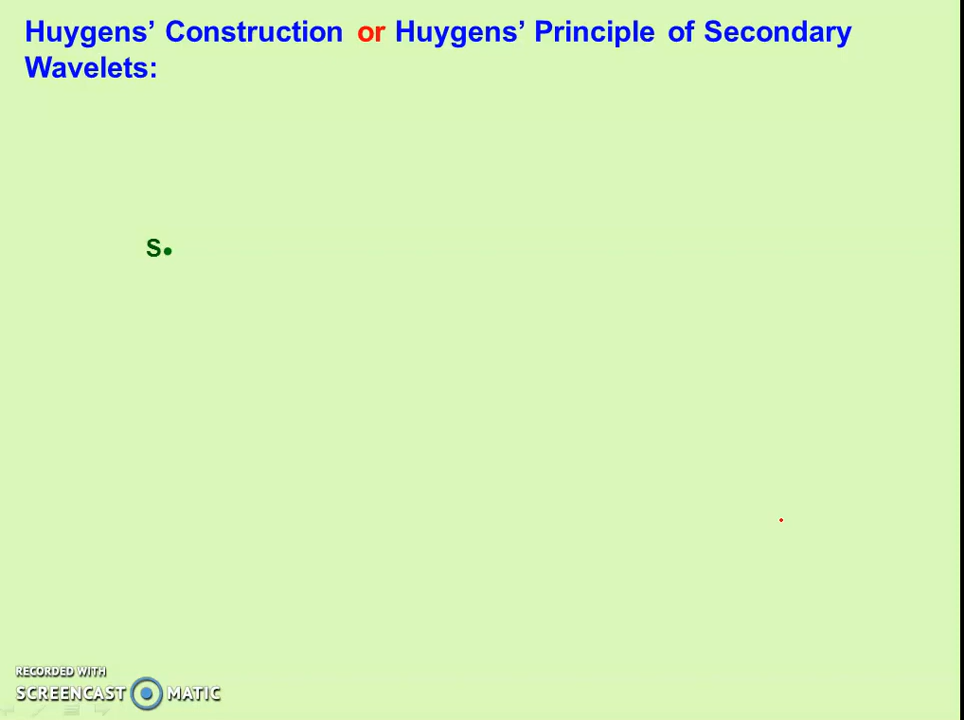 Huygens’ Construction or Huygens’ Principle of Secondary
Wavelets:
S
RECORDED WITH
SCREENCAST MATIC